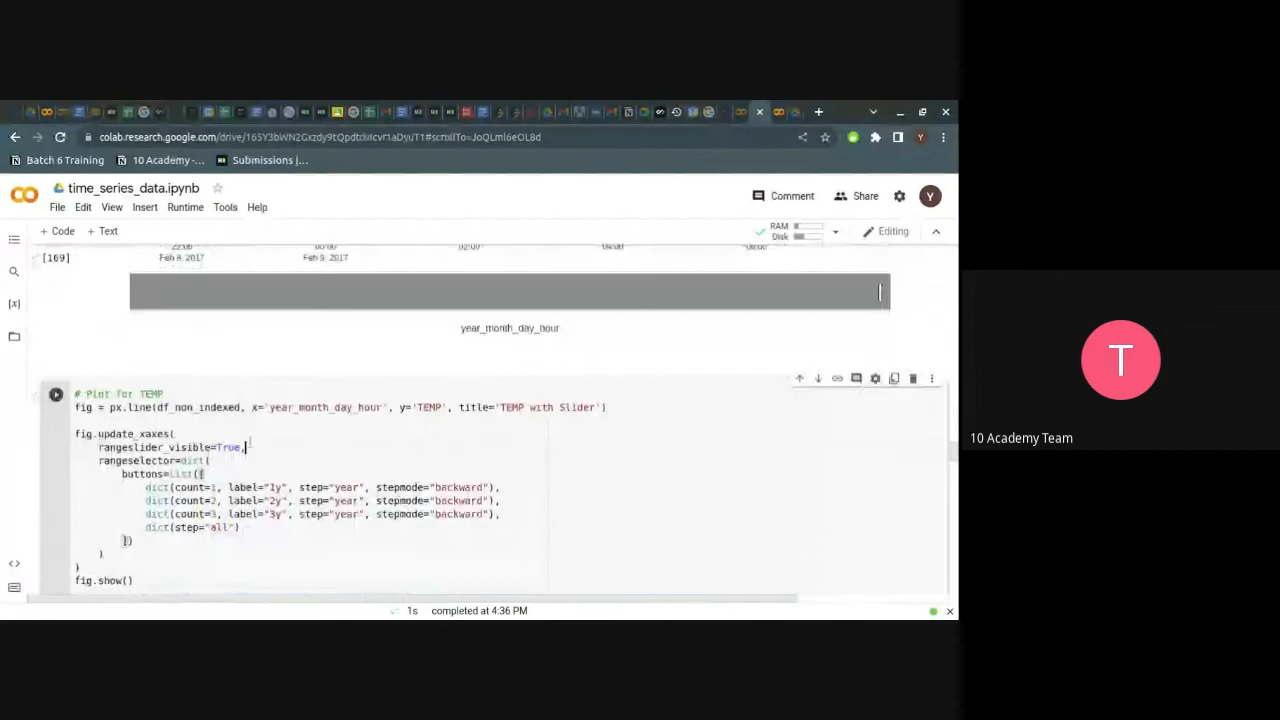 colab.research.google.com/drive/
Batch 6 Training
10 Academy -...
Submissions |...
time_series_data.ipynb
File Edit View Insert Runtime Tools Help
Comment
Share
Y
+ Code + Text
RAM
Disk
Editing
Feb 8, 2017
Feb 9, 2017
[169]
year_month_day_hour
# Plot for TEMP
fig = px.line(df_non_indexed, x='year_month_day_hour', y='TEMP', title='TEMP with Slider')
fig.update_xaxes(
rangeslider_visible=True,
rangeselector=dict(
buttons=list([
dict(count=1, label="1y", step="year", stepmode="backward"),
dict(count=2, label="2y", step="year", stepmode="backward"),
dict(count=3, label="3y", step="year", stepmode="backward"),
dict(step="all")
])
)
)
fig.show()
1s completed at 4:36 PM
T
10 Academy Team